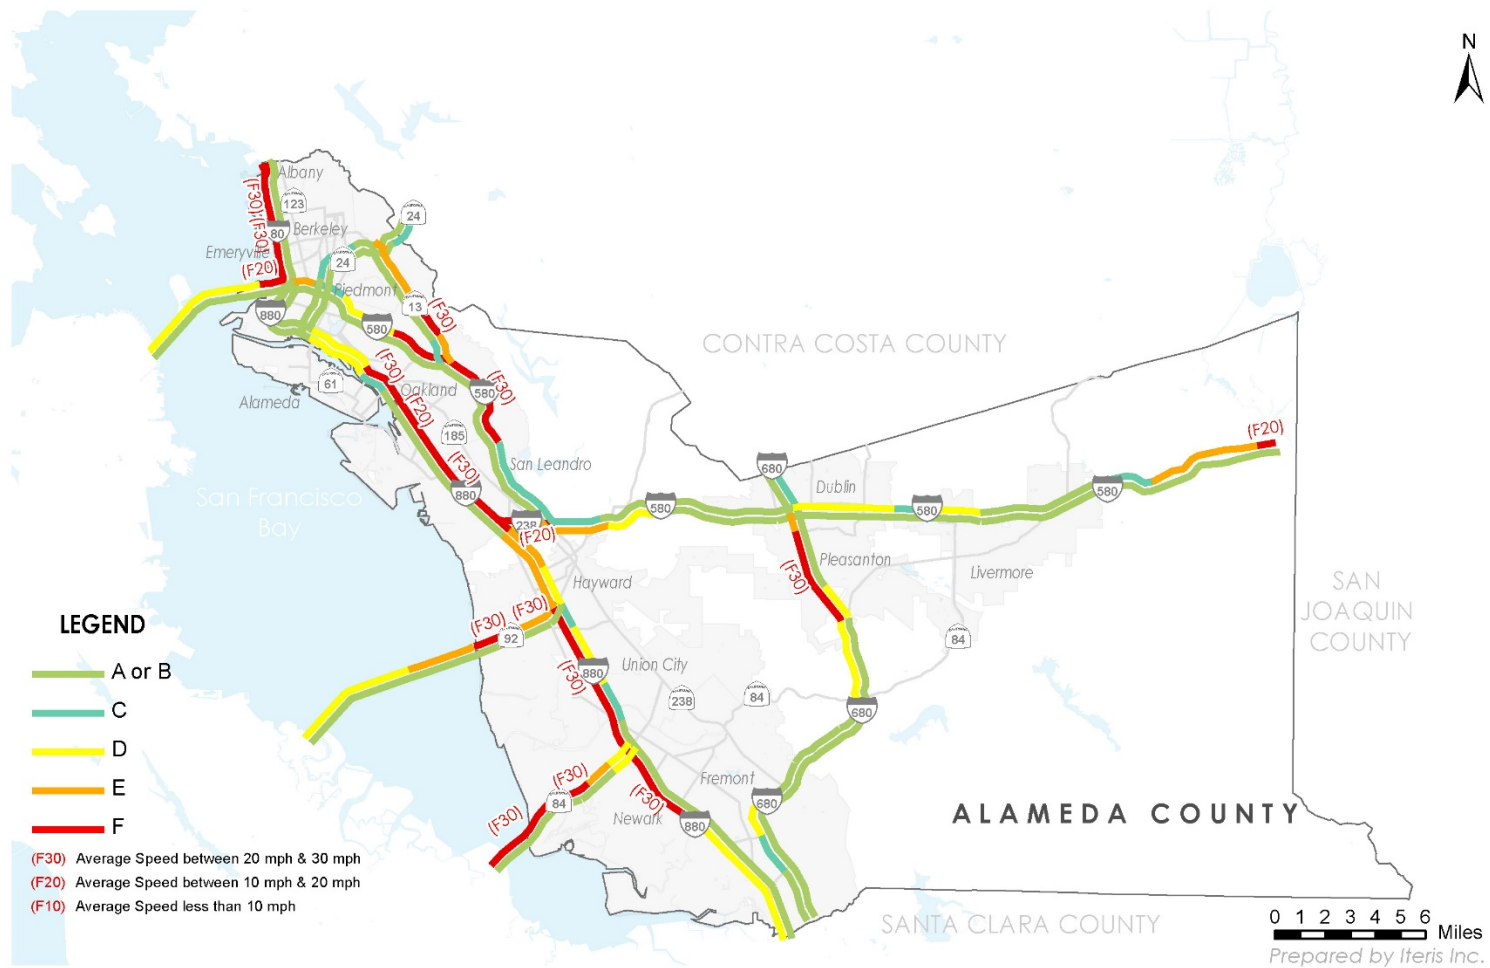 N
Albany
(F30)
123
(F30)
80
Berkeley
24
Emeryville
24
(F20)
Piedmont
880
13
(F30)
580
CONTRA COSTA COUNTY
(F30)
61
Oakland
580
(F30)
Alameda
(F20)
185
(F20)
San Leandro
(F30)
680
Dublin
San Francisco
Bay
880
580
580
580
238
(F20)
Pleasanton
(F30)
Hayward
Livermore
SAN
JOAQUIN
COUNTY
(F30)
(F30)
92
84
Union City
880
(F30)
238
84
680
(F30)
Fremont
84
680
(F30)
(F30)
Newark
880
ALAMEDA COUNTY
SANTA CLARA COUNTY
LEGEND
A or B
C
D
E
F
(F30) Average Speed between 20 mph & 30 mph
(F20) Average Speed between 10 mph & 20 mph
(F10) Average Speed less than 10 mph
0 1 2 3 4 5 6
Miles
Prepared by Iteris Inc.